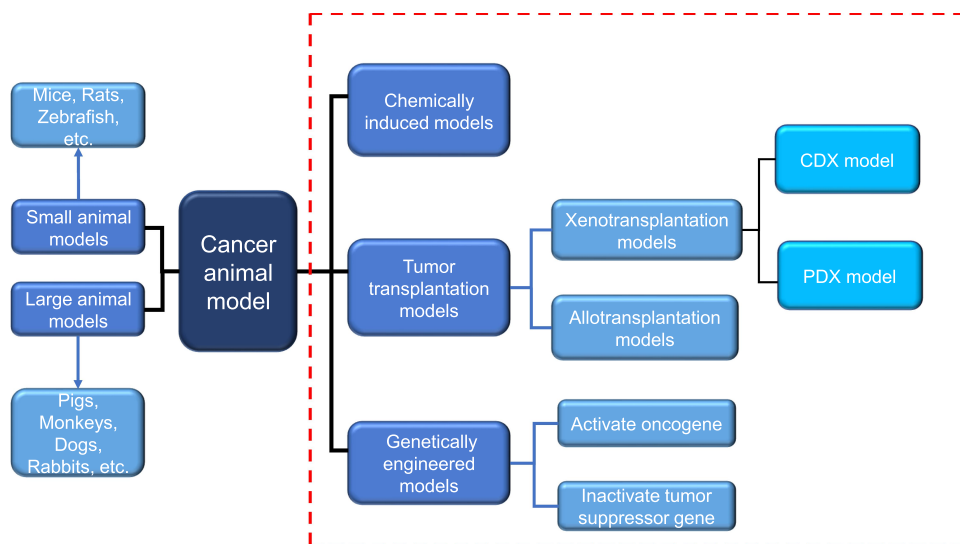 Mice, Rats,
Zebrafish,
etc.
Small animal
models
Large animal
models
Pigs,
Monkeys,
Dogs,
Rabbits, etc.
Cancer
animal
model
Chemically
induced models
Tumor
transplantation
models
Genetically
engineered
models
Xenotransplantation
models
Allotransplantation
models
Activate oncogene
Inactivate tumor
suppressor gene
CDX model
PDX model